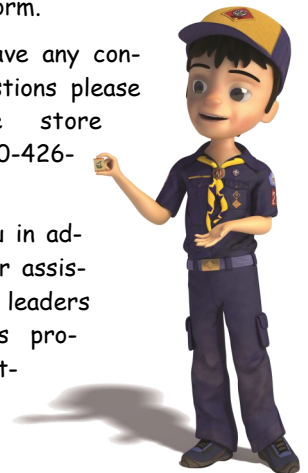 orm.
ave any con-
stions please
e store
0-426-
u in ad-
r assis-
leaders
s pro-
t-